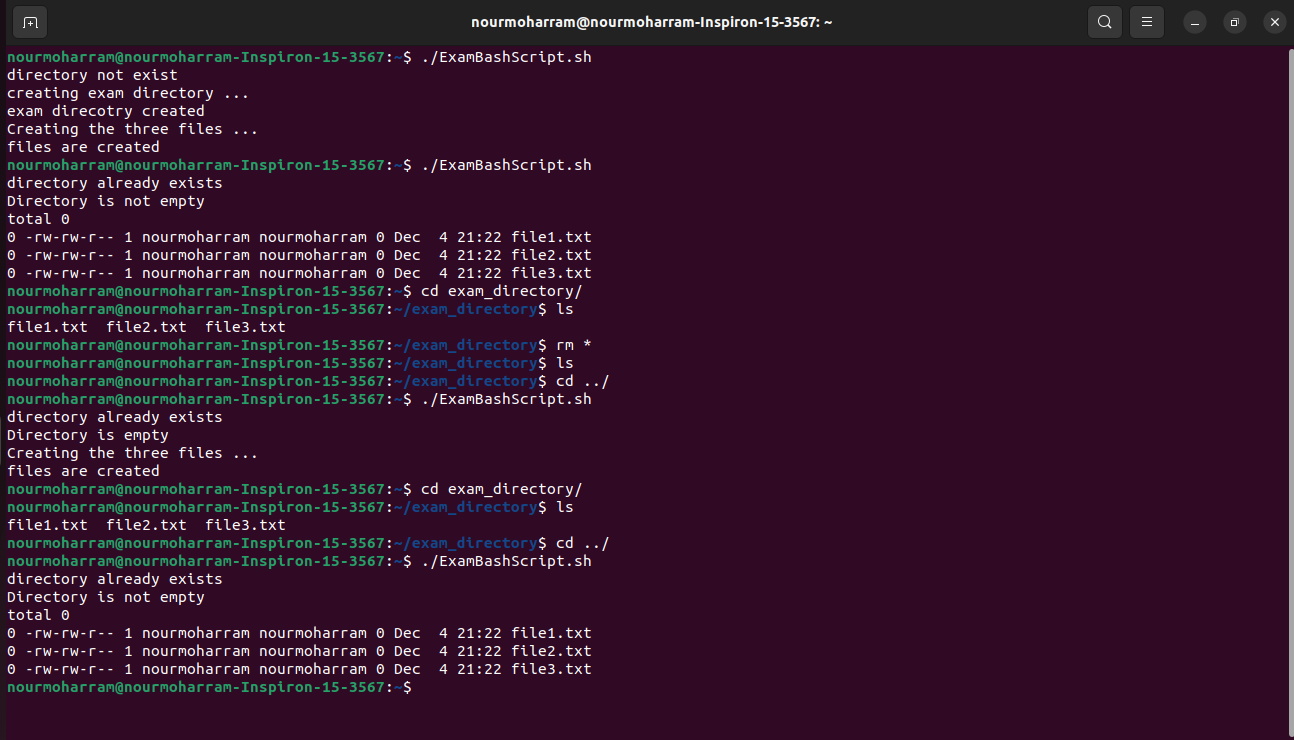 nourmoharram@nourmoharram-Inspiron-15-3567: ~
nourmoharram@nourmoharram-Inspiron-15-3567:~$ ./ExamBashScript.sh
directory not exist
creating exam directory ...
exam direcotry created
Creating the three files ...
files are created
nourmoharram@nourmoharram-Inspiron-15-3567:~$ ./ExamBashScript.sh
directory already exists
Directory is not empty
total 0
0 -rw-rw-r-- 1 nourmoharram nourmoharram 0 Dec  4 21:22 file1.txt
0 -rw-rw-r-- 1 nourmoharram nourmoharram 0 Dec  4 21:22 file2.txt
0 -rw-rw-r-- 1 nourmoharram nourmoharram 0 Dec  4 21:22 file3.txt
nourmoharram@nourmoharram-Inspiron-15-3567:~$ cd exam_directory/
nourmoharram@nourmoharram-Inspiron-15-3567:~/exam_directory$ ls
file1.txt  file2.txt  file3.txt
nourmoharram@nourmoharram-Inspiron-15-3567:~/exam_directory$ rm *
nourmoharram@nourmoharram-Inspiron-15-3567:~/exam_directory$ ls
nourmoharram@nourmoharram-Inspiron-15-3567:~/exam_directory$ cd ../
nourmoharram@nourmoharram-Inspiron-15-3567:~$ ./ExamBashScript.sh
directory already exists
Directory is empty
Creating the three files ...
files are created
nourmoharram@nourmoharram-Inspiron-15-3567:~$ cd exam_directory/
nourmoharram@nourmoharram-Inspiron-15-3567:~/exam_directory$ ls
file1.txt  file2.txt  file3.txt
nourmoharram@nourmoharram-Inspiron-15-3567:~/exam_directory$ cd ../
nourmoharram@nourmoharram-Inspiron-15-3567:~$ ./ExamBashScript.sh
directory already exists
Directory is not empty
total 0
0 -rw-rw-r-- 1 nourmoharram nourmoharram 0 Dec  4 21:22 file1.txt
0 -rw-rw-r-- 1 nourmoharram nourmoharram 0 Dec  4 21:22 file2.txt
0 -rw-rw-r-- 1 nourmoharram nourmoharram 0 Dec  4 21:22 file3.txt
nourmoharram@nourmoharram-Inspiron-15-3567:~$